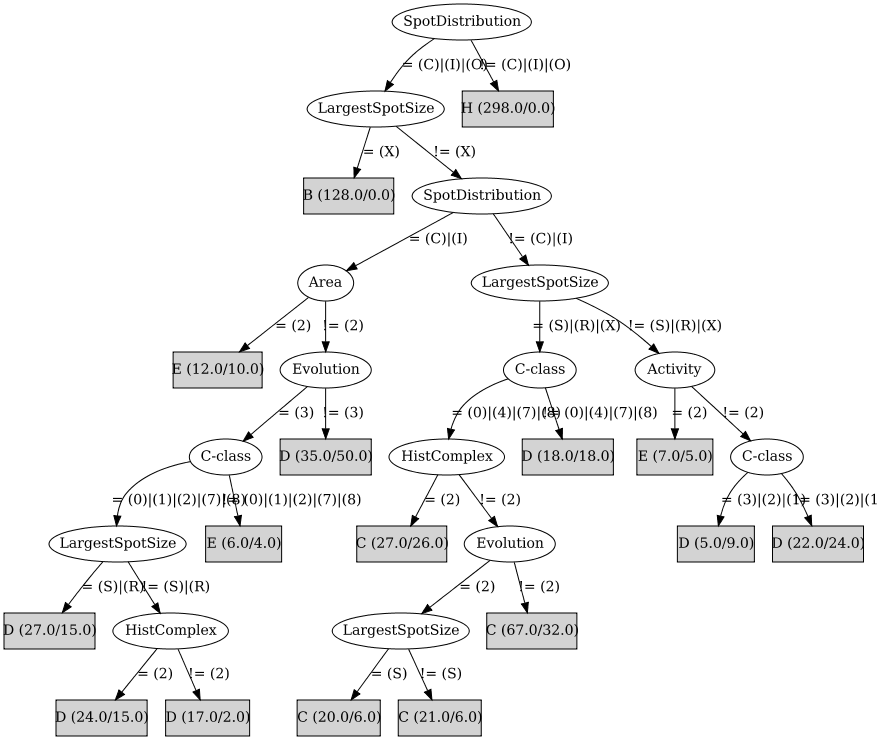 SpotDistribution
= (C)|(I)|(O)
!= (C)|(I)|(O)
LargestSpotSize
H (298.0/0.0)
= (X)
!= (X)
B (128.0/0.0)
SpotDistribution
= (C)|(I)
!= (C)|(I)
Area
LargestSpotSize
= (2)
!= (2)
= (S)|(R)|(X)
!= (S)|(R)|(X)
E (12.0/10.0)
Evolution
C-class
Activity
= (3)
!= (3)
= (0)|(4)|(7)|(8)
!= (0)|(4)|(7)|(8)
= (2)
!= (2)
C-class
D (35.0/50.0)
HistComplex
D (18.0/18.0)
E (7.0/5.0)
C-class
= (0)|(1)|(2)|(7)|(8)
!= (0)|(1)|(2)|(7)|(8)
= (2)
!= (2)
= (3)|(2)|(1)
!= (3)|(2)|(1
LargestSpotSize
E (6.0/4.0)
C (27.0/26.0)
Evolution
D (5.0/9.0)
D (22.0/24.0)
= (S)|(R)
!= (S)|(R)
= (2)
!= (2)
D (27.0/15.0)
HistComplex
LargestSpotSize
C (67.0/32.0)
= (2)
!= (2)
= (S)
!= (S)
D (24.0/15.0)
D (17.0/2.0)
C (20.0/6.0)
C (21.0/6.0)